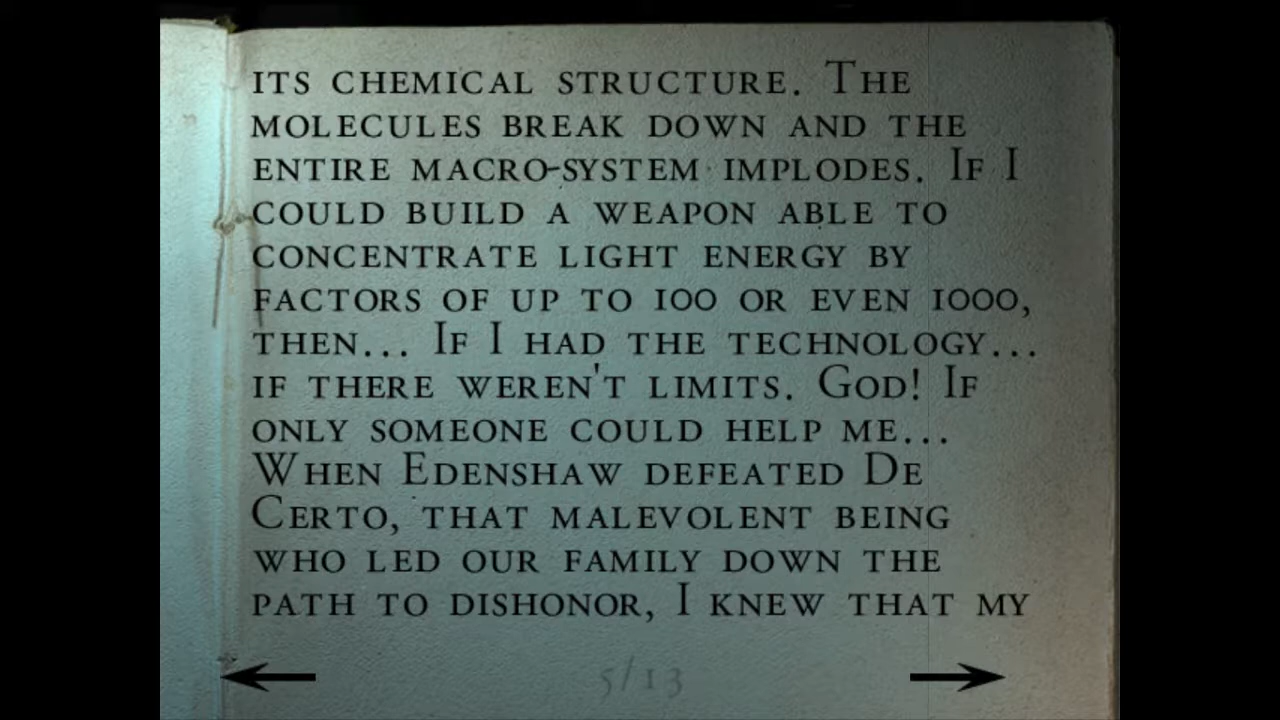 ITS CHEMICAL STRUCTURE. THE
MOLECULES BREAK DOWN AND THE
ENTIRE MACRO-SYSTEM IMPLODES. IF I
COULD BUILD A WEAPON ABLE TO
CONCENTRATE LIGHT ENERGY BY
FACTORS OF UP TO 100 OR EVEN 1000,
THEN... IF I HAD THE TECHNOLOGY...
IF THERE WEREN'T LIMITS. GOD! IF
ONLY SOMEONE COULD HELP ME...
WHEN EDENSHAW DEFEATED DE
CERTO, THAT MALEVOLENT BEING
WHO LED OUR FAMILY DOWN THE
PATH TO DISHONOR, I KNEW THAT MY
5/13